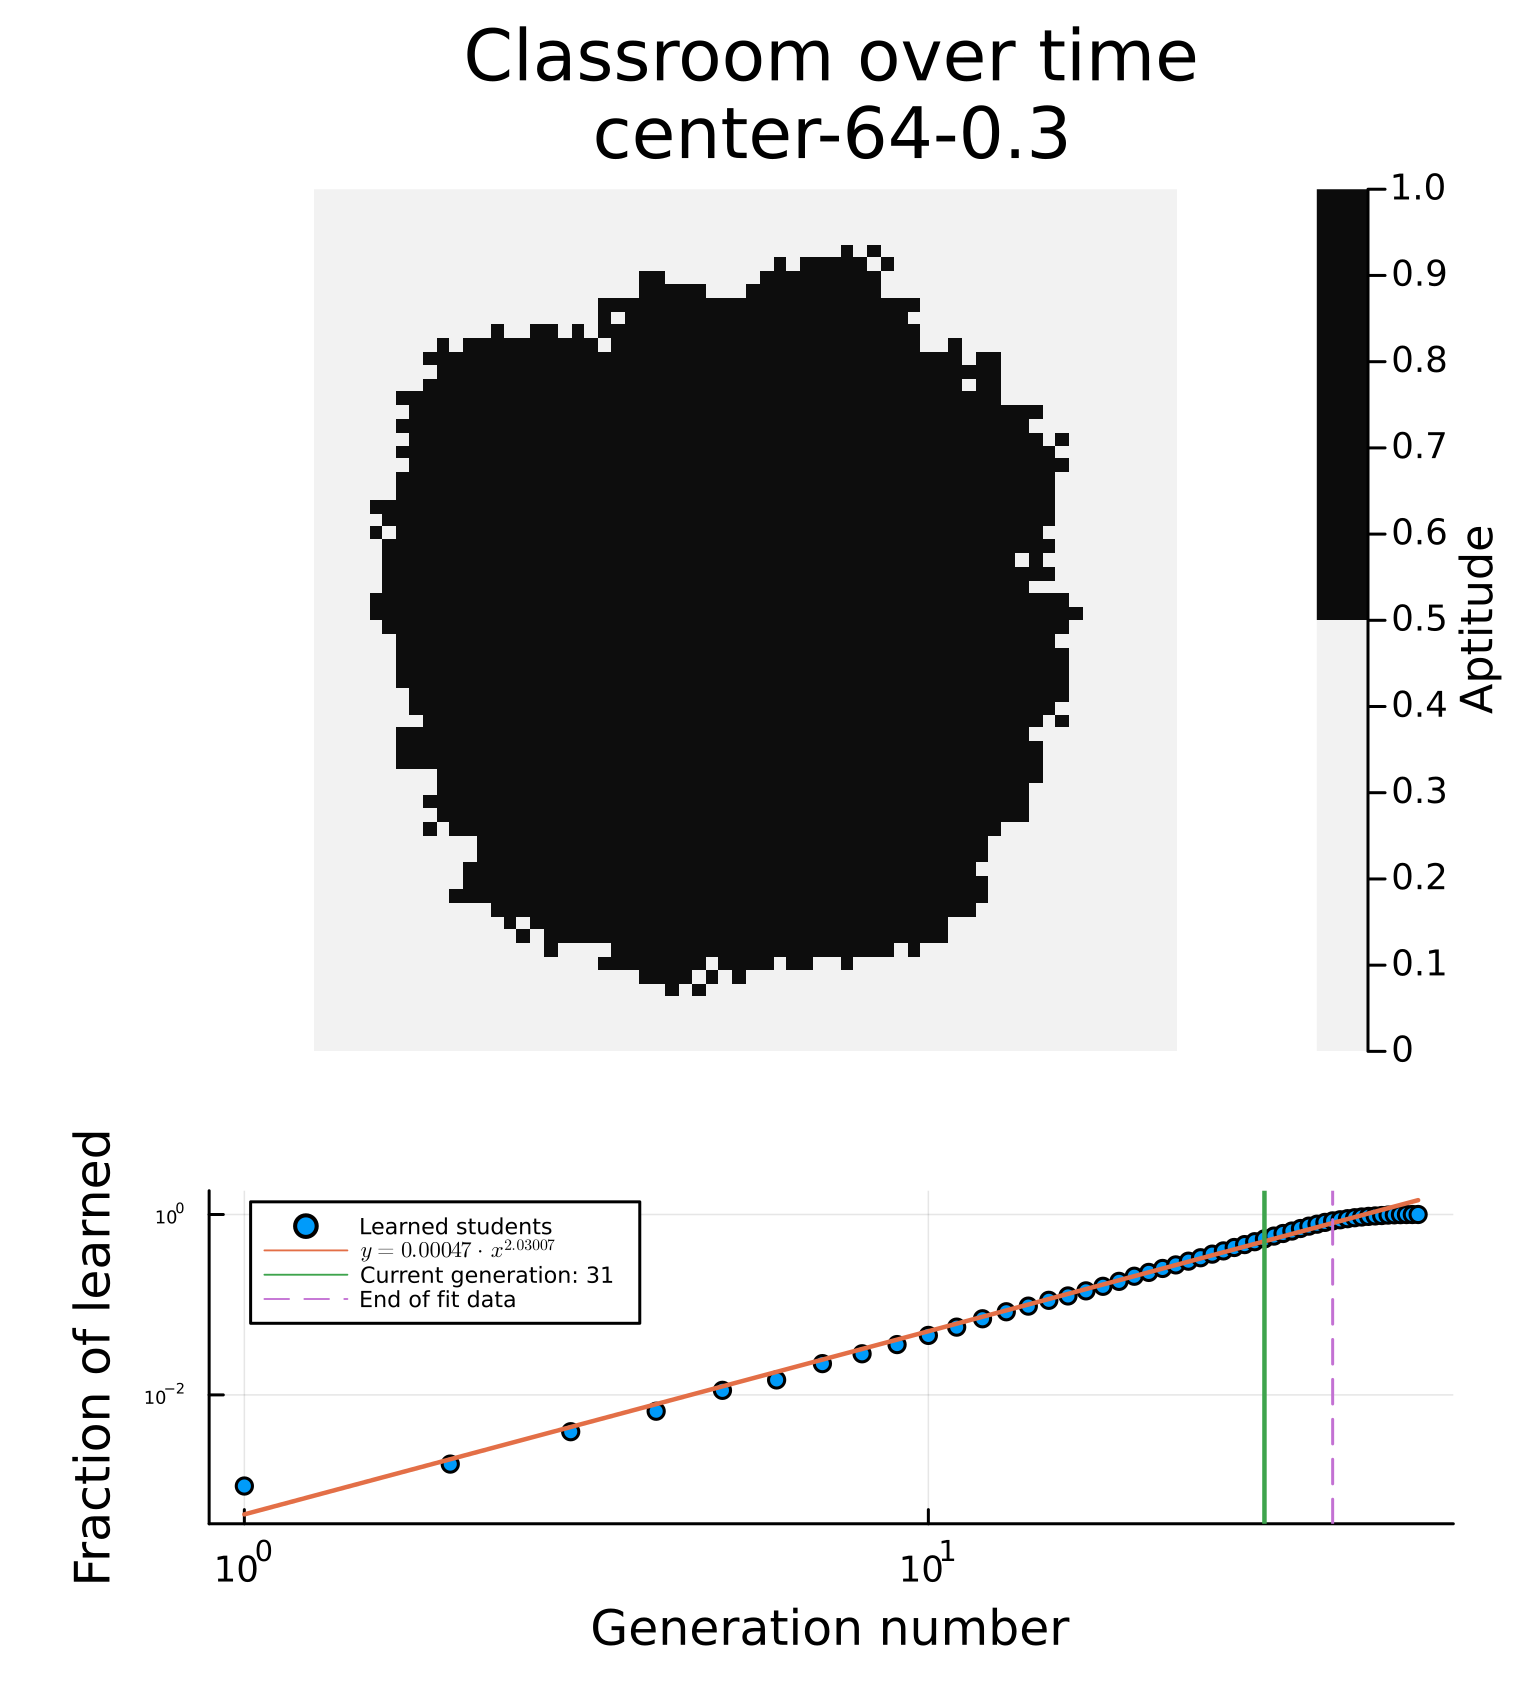 Classroom over time
center-64-0.3
1.0
0.9
0.8
0.7
0.6
0.5
0.4
0.3
0.2
0.1
0
Aptitude
Fraction of learned
10⁰
10⁻²
Learned students
y = 0.00047 · x^2.03007
Current generation: 31
End of fit data
10⁰
10¹
Generation number